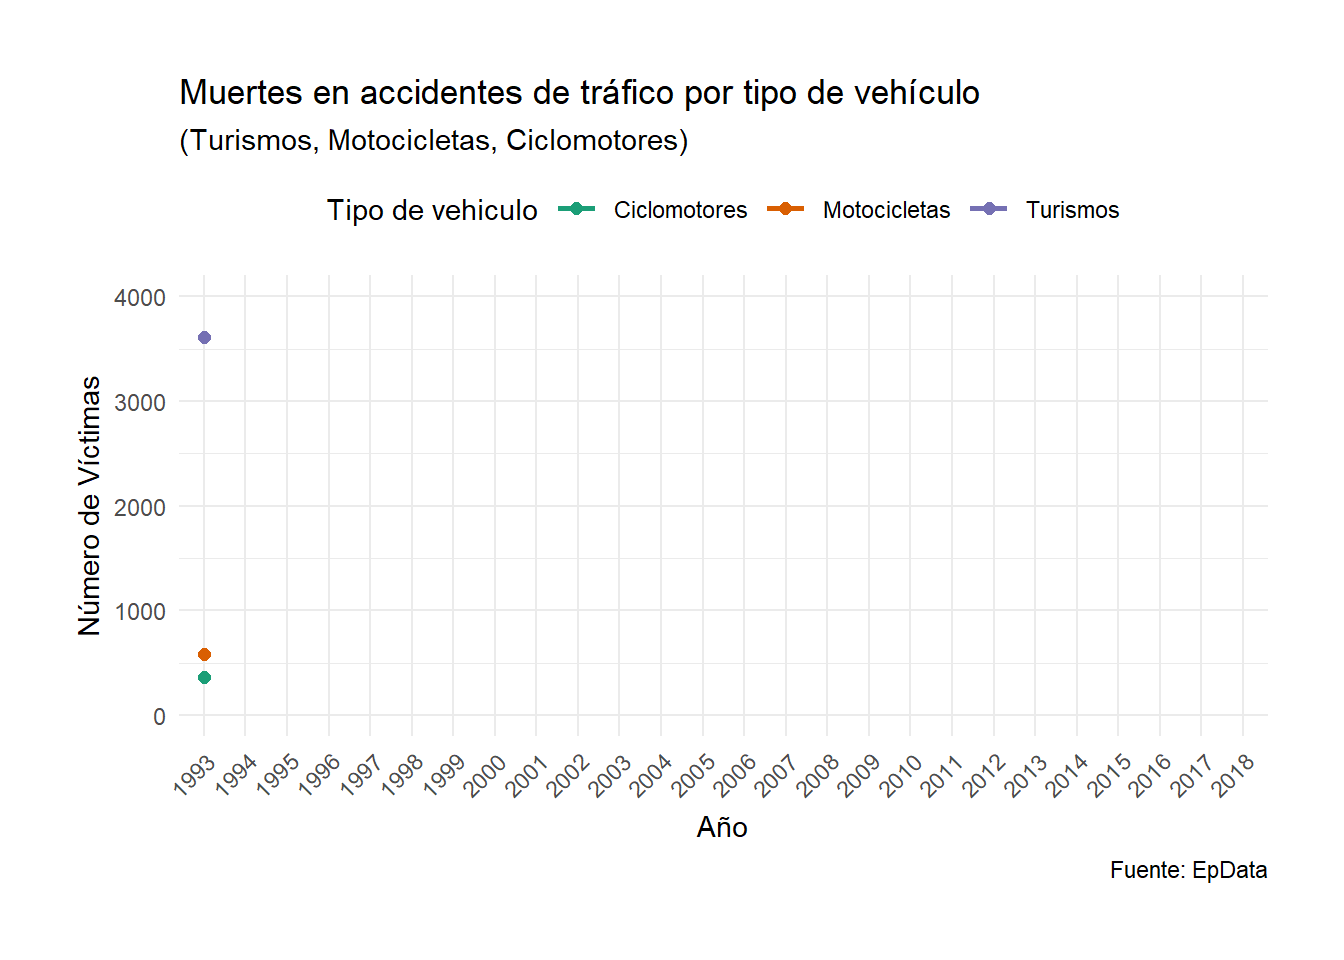 Muertes en accidentes de tráfico por tipo de vehículo
(Turismos, Motocicletas, Ciclomotores)
Tipo de vehiculo Ciclomotores Motocicletas Turismos
4000
3000
2000
1000
0
Número de Víctimas
1993 1994 1995 1996 1997 1998 1999 2000 2001 2002 2003 2004 2005 2006 2007 2008 2009 2010 2011 2012 2013 2014 2015 2016 2017 2018
Año
Fuente: EpData